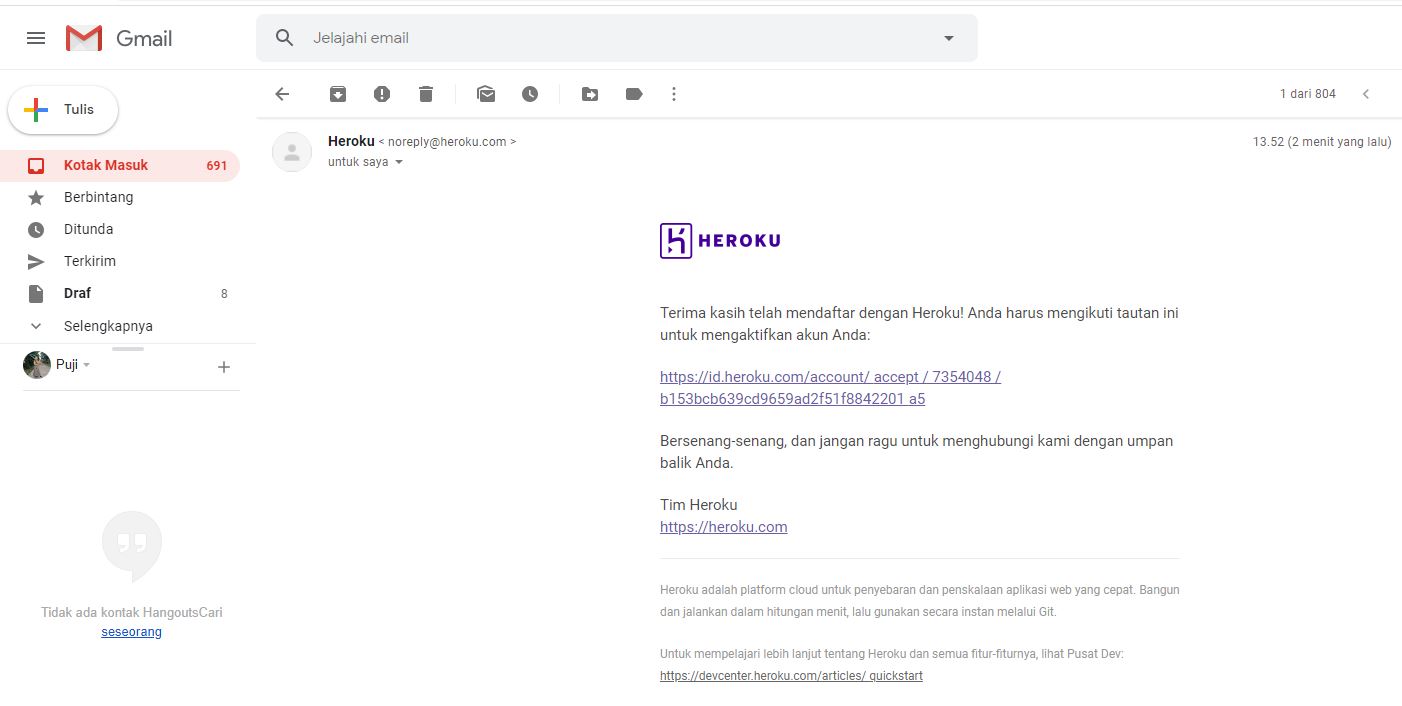 Gmail
Jelajahi email
Tulis
1 dari 804
Kotak Masuk 691
Berbintang
Ditunda
Terkirim
Draf 8
Selengkapnya
Puji
Tidak ada kontak HangoutsCari
seseorang
Heroku < noreply@heroku.com >
13.52 (2 menit yang lalu)
untuk saya
HEROKU
Terima kasih telah mendaftar dengan Heroku! Anda harus mengikuti tautan ini
untuk mengaktifkan akun Anda:
https://id.heroku.com/account/ accept / 7354048 /
b153bcb639cd9659ad2f51f8842201 a5
Bersenang-senang, dan jangan ragu untuk menghubungi kami dengan umpan
balik Anda.
Tim Heroku
https://heroku.com
Heroku adalah platform cloud untuk penyebaran dan penskalaan aplikasi web yang cepat. Bangun
dan jalankan dalam hitungan menit, lalu gunakan secara instan melalui Git.
Untuk mempelajari lebih lanjut tentang Heroku dan semua fitur-fiturnya, lihat Pusat Dev:
https://devcenter.heroku.com/articles/ quickstart